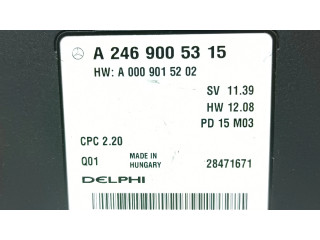 A 246 900 53 15
HW: A 000 901 52 02
SV 11.39
HW 12.08
PD 15 M03
CPC 2.20
Q01 MADE IN HUNGARY 28471671
DELPHI